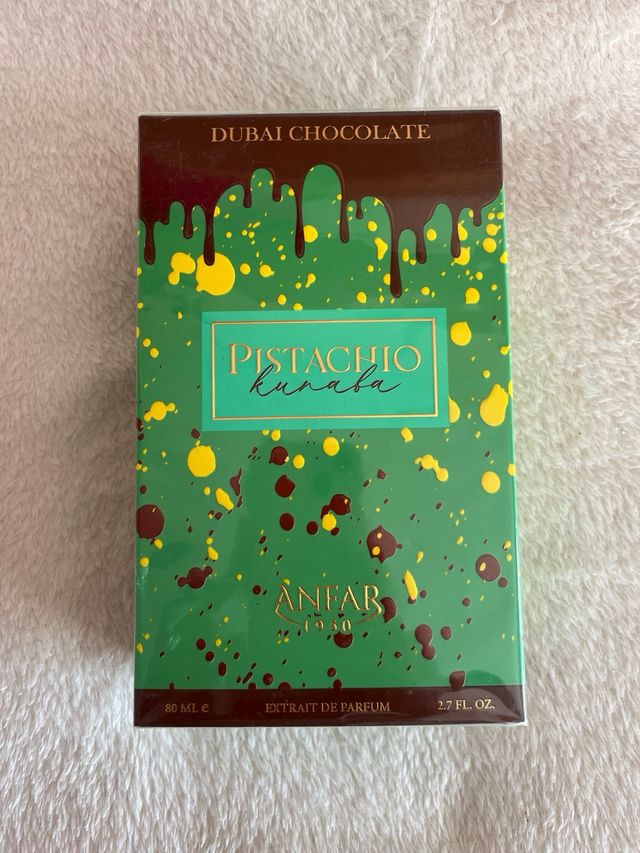 DUBAI CHOCOLATE
PISTACHIO
kunafa
ANFAR
1950
80 ML e EXTRAIT DE PARFUM 2.7 FL. OZ.